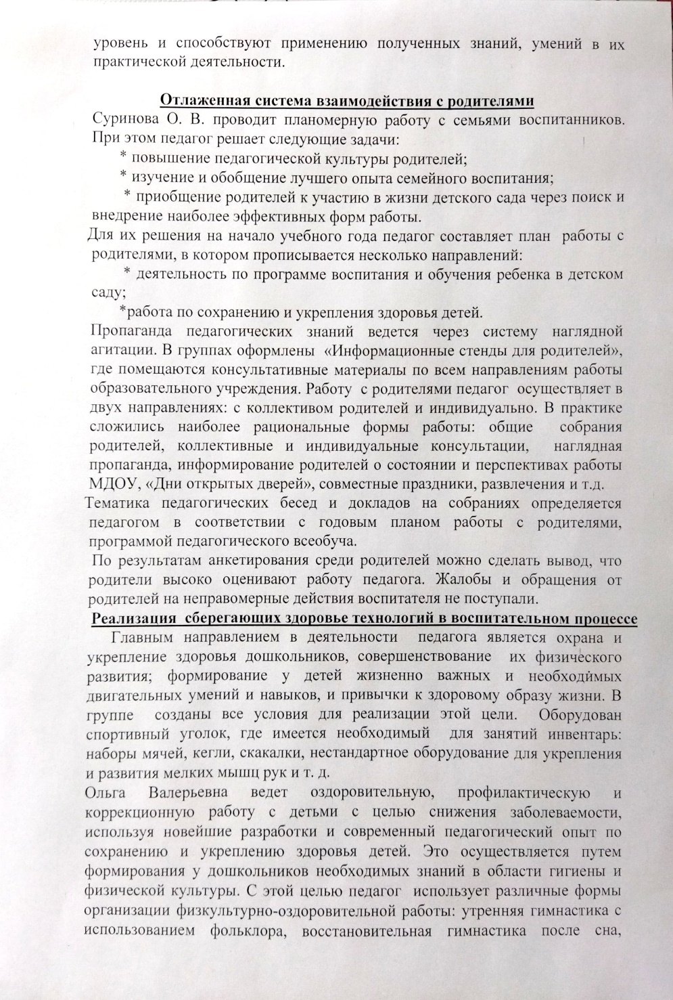 уровень и способствуют применению полученных знаний, умений в их
практической деятельности.
Отлаженная система взаимодействия с родителями
Суринова О. В. проводит планомерную работу с семьями воспитанников.
При этом педагог решает следующие задачи:
* повышение педагогической культуры родителей;
* изучение и обобщение лучшего опыта семейного воспитания;
* приобщение родителей к участию в жизни детского сада через поиск и
внедрение наиболее эффективных форм работы.
Для их решения на начало учебного года педагог составляет план работы с
родителями, в котором прописывается несколько направлений:
* деятельность по программе воспитания и обучения ребенка в детском
саду;
*работа по сохранению и укрепления здоровья детей.
Пропаганда педагогических знаний ведется через систему наглядной
агитации. В группах оформлены «Информационные стенды для родителей»,
где помещаются консультативные материалы по всем направлениям работы
образовательного учреждения. Работу с родителями педагог осуществляет в
двух направлениях: с коллективом родителей и индивидуально. В практике
сложились наиболее рациональные формы работы: общие собрания
родителей, коллективные и индивидуальные консультации, наглядная
пропаганда, информирование родителей о состоянии и перспективах работы
МДОУ, «Дни открытых дверей», совместные праздники, развлечения и т.д.
Тематика педагогических бесед и докладов на собраниях определяется
педагогом в соответствии с годовым планом работы с родителями,
программой педагогического всеобуча.
По результатам анкетирования среди родителей можно сделать вывод, что
родители высоко оценивают работу педагога. Жалобы и обращения от
родителей на неправомерные действия воспитателя не поступали.
Реализация сберегающих здоровье технологий в воспитательном процессе
Главным направлением в деятельности педагога является охрана и
укрепление здоровья дошкольников, совершенствование их физического
развития; формирование у детей жизненно важных и необходимых
двигательных умений и навыков, и привычки к здоровому образу жизни. В
группе созданы все условия для реализации этой цели. Оборудован
спортивный уголок, где имеется необходимый для занятий инвентарь:
наборы мячей, кегли, скакалки, нестандартное оборудование для укрепления
и развития мелких мышц рук и т. д.
Ольга Валерьевна ведет оздоровительную, профилактическую и
коррекционную работу с детьми с целью снижения заболеваемости,
используя новейшие разработки и современный педагогический опыт по
сохранению и укреплению здоровья детей. Это осуществляется путем
формирования у дошкольников необходимых знаний в области гигиены и
физической культуры. С этой целью педагог использует различные формы
организации физкультурно-оздоровительной работы: утренняя гимнастика с
использованием фольклора, восстановительная гимнастика после сна,